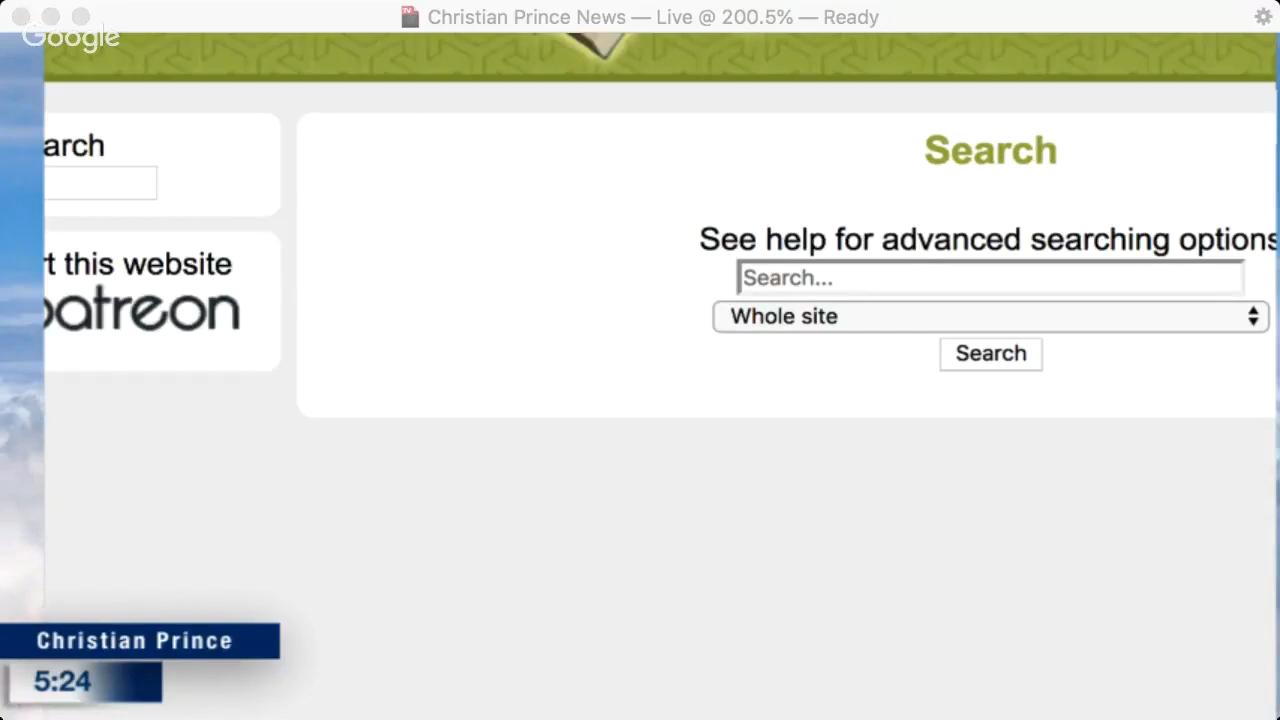 Christian Prince News — Live @ 200.5% — Ready
Google
arch
Search
t this website
patreon
See help for advanced searching options
Search...
Whole site
Search
Christian Prince
5:24